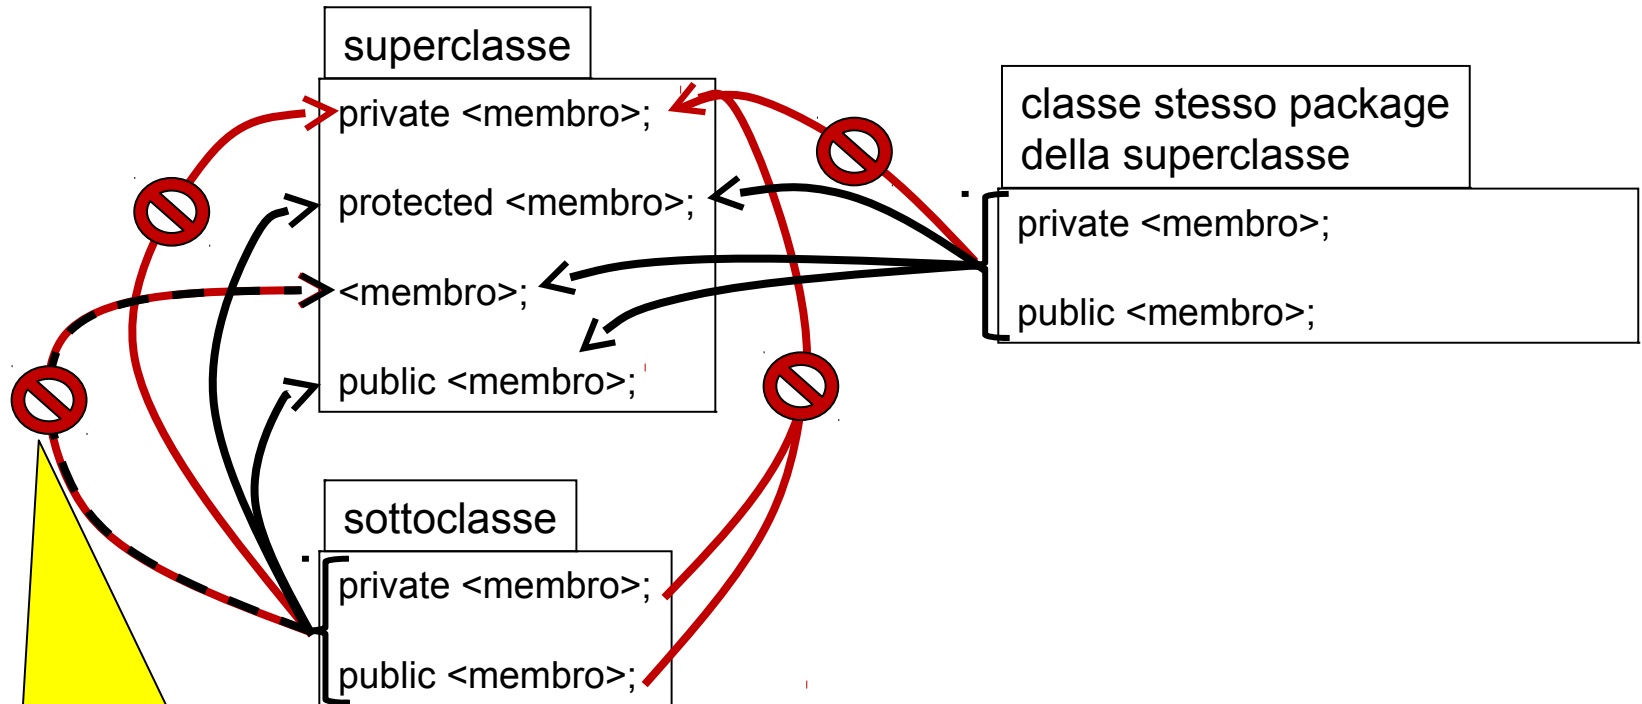 superclasse
private <membro>;
protected <membro>;
<membro>;
public <membro>;
classe stesso package
della superclasse
private <membro>;
public <membro>;
sottoclasse
private <membro>;
public <membro>;